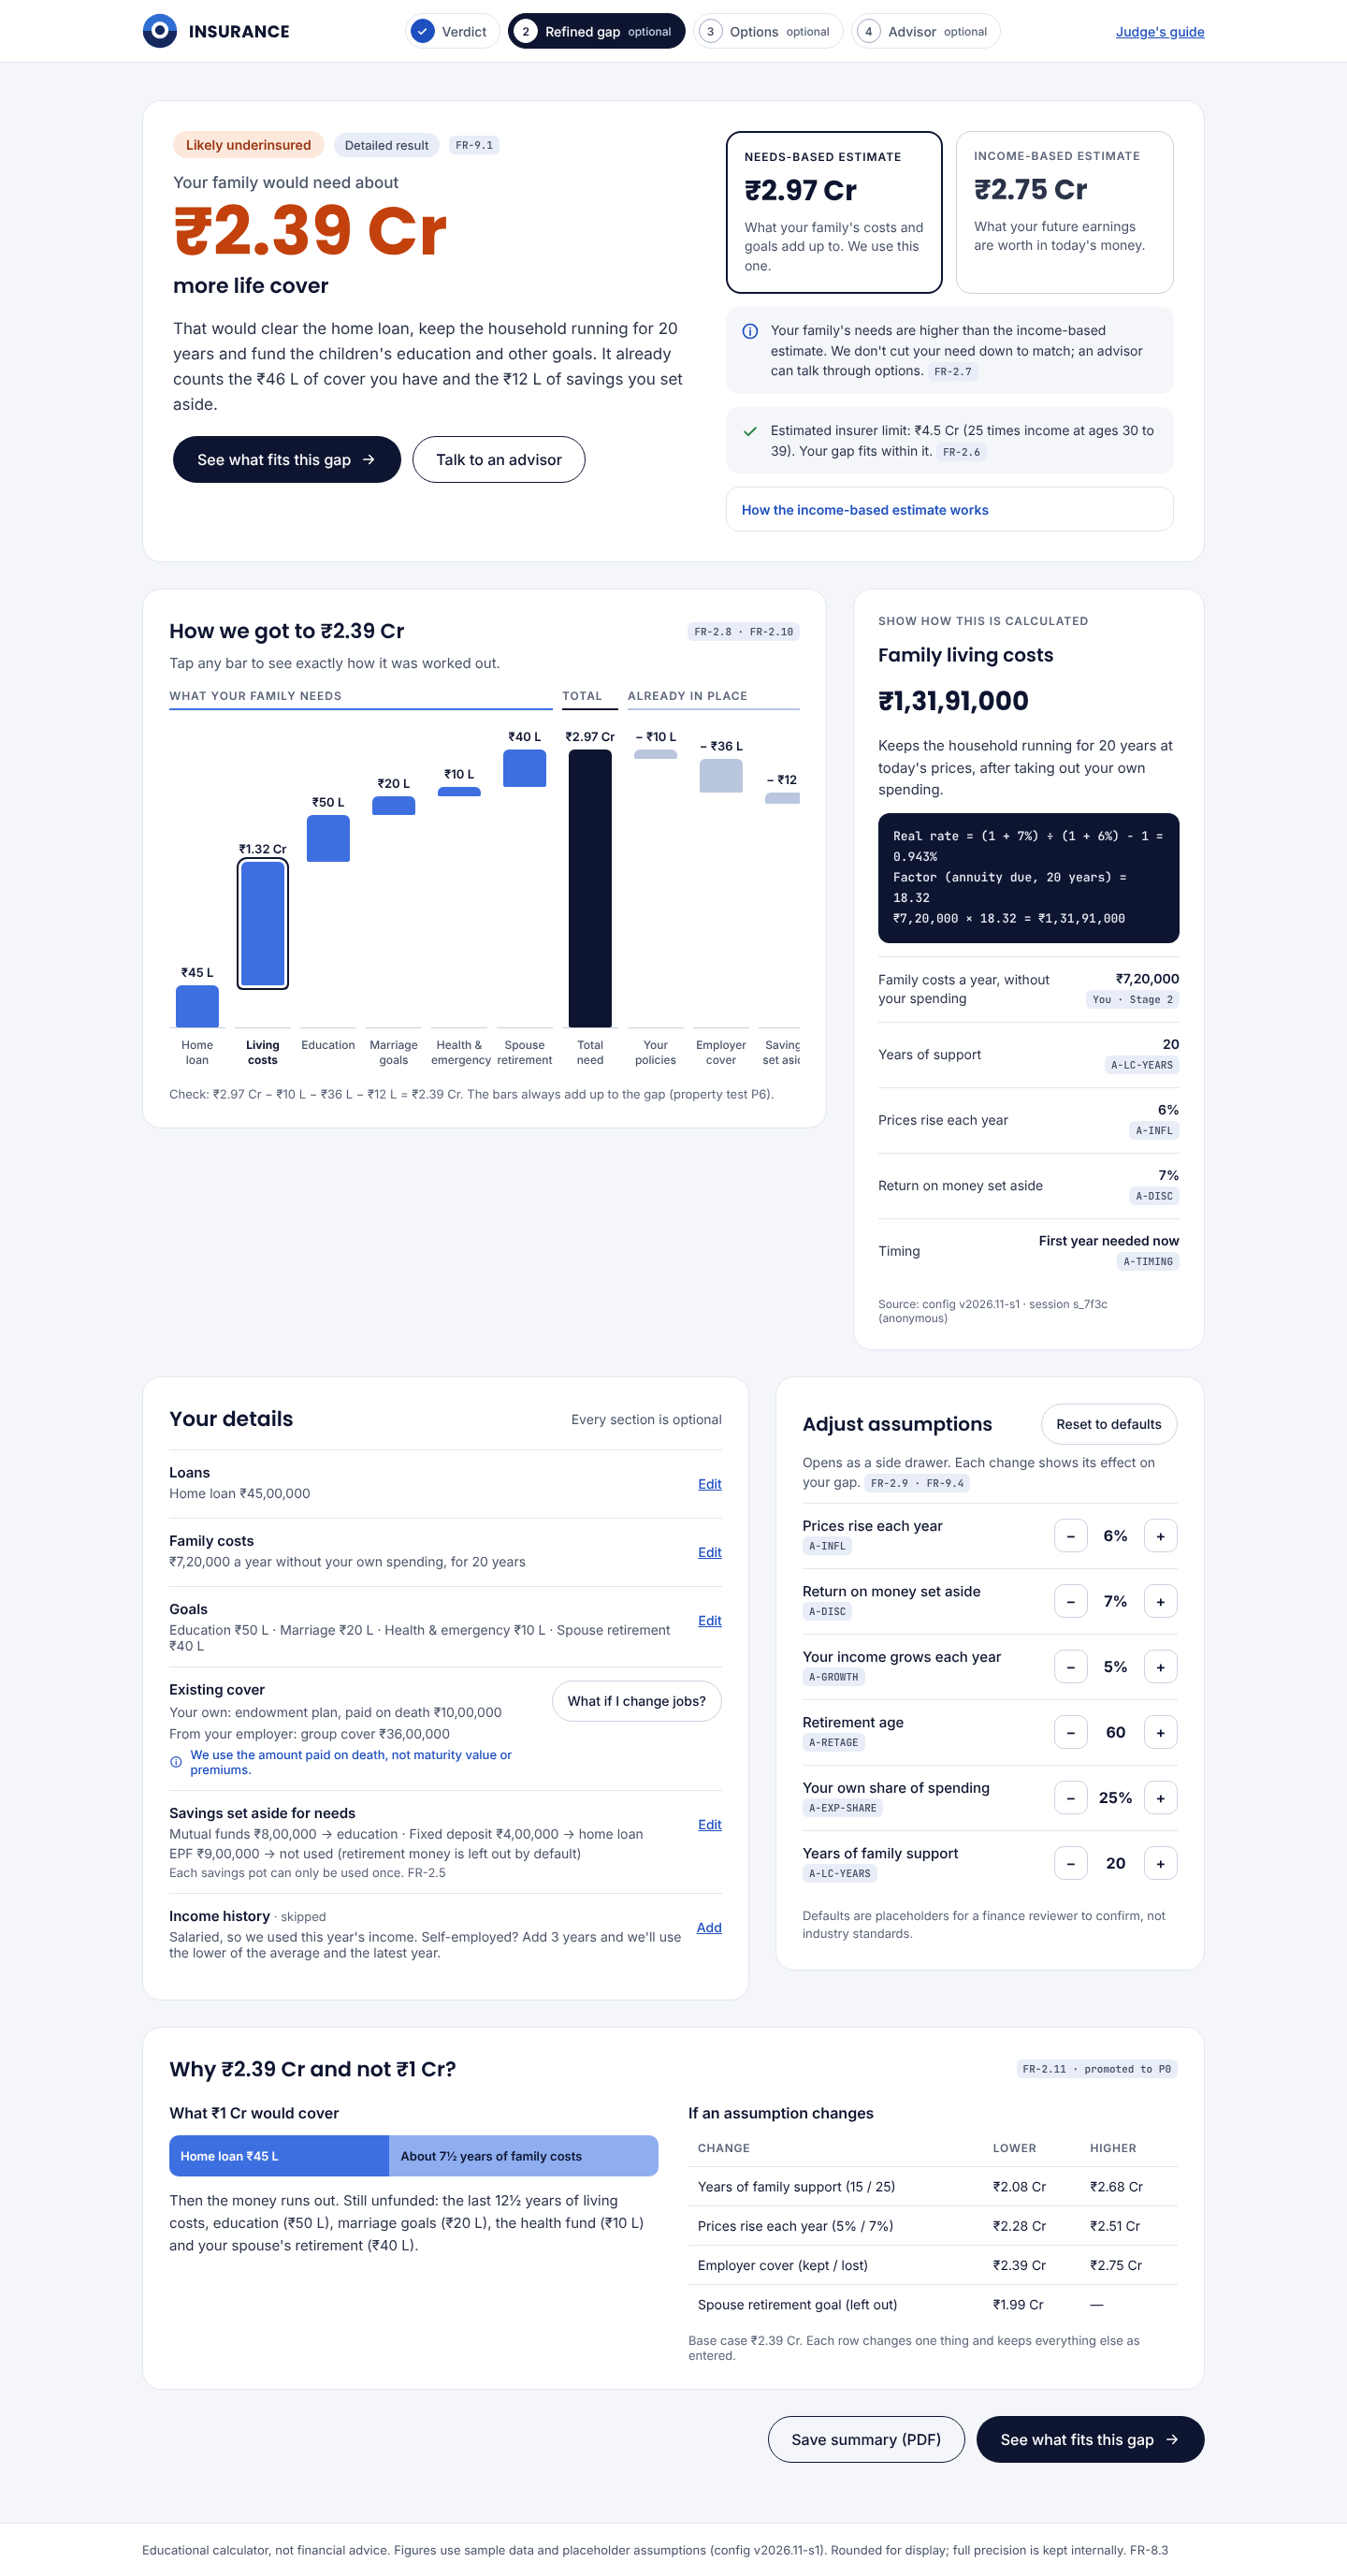 INSURANCE
Verdict
2 Refined gap optional
3 Options optional
4 Advisor optional
Judge's guide
Likely underinsured
Detailed result
FR-9.1
Your family would need about
₹2.39 Cr
more life cover
That would clear the home loan, keep the household running for 20
years and fund the children's education and other goals. It already
counts the ₹46 L of cover you have and the ₹12 L of savings you set
aside.
See what fits this gap →
Talk to an advisor
NEEDS-BASED ESTIMATE
₹2.97 Cr
What your family's costs and
goals add up to. We use this
one.
INCOME-BASED ESTIMATE
₹2.75 Cr
What your future earnings
are worth in today's money.
Your family's needs are higher than the income-based
estimate. We don't cut your need down to match; an advisor
can talk through options. FR-2.7
Estimated insurer limit: ₹4.5 Cr (25 times income at ages 30 to
39). Your gap fits within it. FR-2.6
How the income-based estimate works
How we got to ₹2.39 Cr
FR-2.8 · FR-2.10
Tap any bar to see exactly how it was worked out.
WHAT YOUR FAMILY NEEDS
TOTAL
ALREADY IN PLACE
₹45 L
₹1.32 Cr
₹50 L
₹20 L
₹10 L
₹40 L
₹2.97 Cr
− ₹10 L
− ₹36 L
− ₹12
Home
loan
Living
costs
Education
Marriage
goals
Health &
emergency
Spouse
retirement
Total
need
Your
policies
Employer
cover
Saving
set asid
Check: ₹2.97 Cr − ₹10 L − ₹36 L − ₹12 L = ₹2.39 Cr. The bars always add up to the gap (property test P6).
SHOW HOW THIS IS CALCULATED
Family living costs
₹1,31,91,000
Keeps the household running for 20 years at
today's prices, after taking out your own
spending.
Real rate = (1 + 7%) ÷ (1 + 6%) - 1 =
0.943%
Factor (annuity due, 20 years) =
18.32
₹7,20,000 × 18.32 = ₹1,31,91,000
Family costs a year, without
your spending
₹7,20,000
You · Stage 2
Years of support
20
A-LC-YEARS
Prices rise each year
6%
A-INFL
Return on money set aside
7%
A-DISC
Timing
First year needed now
A-TIMING
Source: config v2026.11-s1 · session s_7f3c
(anonymous)
Your details
Every section is optional
Loans
Home loan ₹45,00,000
Edit
Family costs
₹7,20,000 a year without your own spending, for 20 years
Edit
Goals
Education ₹50 L · Marriage ₹20 L · Health & emergency ₹10 L · Spouse retirement
₹40 L
Edit
Existing cover
Your own: endowment plan, paid on death ₹10,00,000
From your employer: group cover ₹36,00,000
We use the amount paid on death, not maturity value or
premiums.
What if I change jobs?
Savings set aside for needs
Mutual funds ₹8,00,000 → education · Fixed deposit ₹4,00,000 → home loan
EPF ₹9,00,000 → not used (retirement money is left out by default)
Each savings pot can only be used once. FR-2.5
Edit
Income history · skipped
Salaried, so we used this year's income. Self-employed? Add 3 years and we'll use
the lower of the average and the latest year.
Add
Adjust assumptions
Reset to defaults
Opens as a side drawer. Each change shows its effect on
your gap. FR-2.9 · FR-9.4
Prices rise each year
A-INFL
− 6% +
Return on money set aside
A-DISC
− 7% +
Your income grows each year
A-GROWTH
− 5% +
Retirement age
A-RETAGE
− 60 +
Your own share of spending
A-EXP-SHARE
− 25% +
Years of family support
A-LC-YEARS
− 20 +
Defaults are placeholders for a finance reviewer to confirm, not
industry standards.
Why ₹2.39 Cr and not ₹1 Cr?
FR-2.11 · promoted to P0
What ₹1 Cr would cover
Home loan ₹45 L
About 7½ years of family costs
Then the money runs out. Still unfunded: the last 12½ years of living
costs, education (₹50 L), marriage goals (₹20 L), the health fund (₹10 L)
and your spouse's retirement (₹40 L).
If an assumption changes
CHANGE LOWER HIGHER
Years of family support (15 / 25) ₹2.08 Cr ₹2.68 Cr
Prices rise each year (5% / 7%) ₹2.28 Cr ₹2.51 Cr
Employer cover (kept / lost) ₹2.39 Cr ₹2.75 Cr
Spouse retirement goal (left out) ₹1.99 Cr —
Base case ₹2.39 Cr. Each row changes one thing and keeps everything else as
entered.
Save summary (PDF)
See what fits this gap →
Educational calculator, not financial advice. Figures use sample data and placeholder assumptions (config v2026.11-s1). Rounded for display; full precision is kept internally. FR-8.3